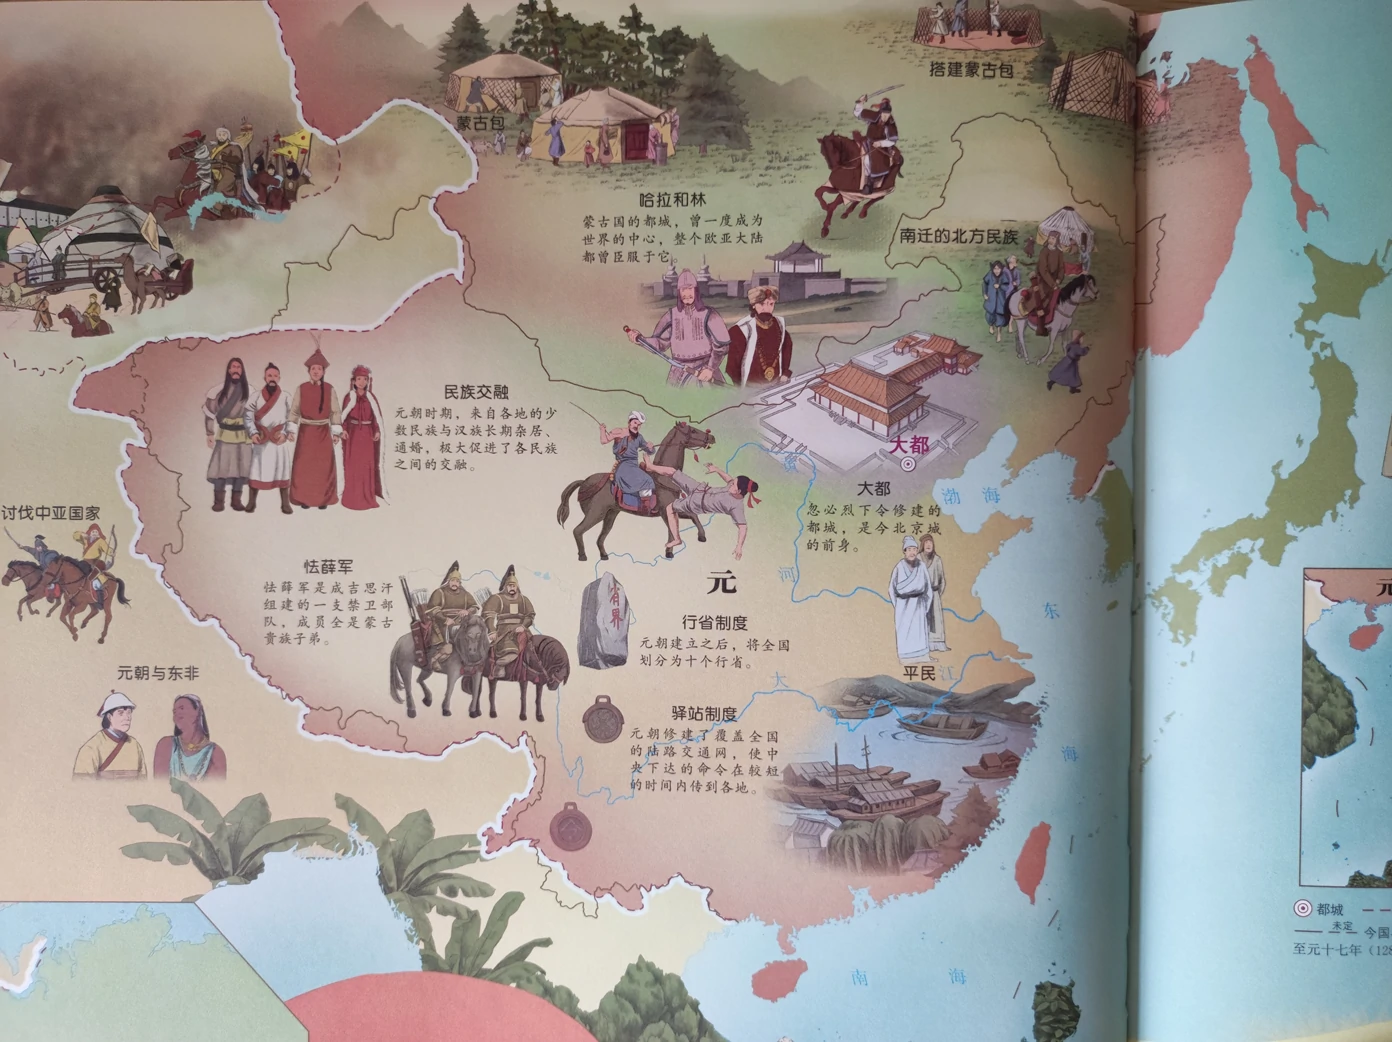 搭建蒙古包
蒙古包
哈拉和林
蒙古国的都城，曾一度成为
世界的中心，整个欧亚大陆
都曾臣服于它。
南迁的北方民族
民族交融
元朝时期，来自各地的少
数民族与汉族长期杂居、
通婚，极大促进了各民族
之间的交融。
大都
大都
忽必烈下令修建的
都城，是今北京城
的前身。
渤海
黄
河
讨伐中亚国家
怯薛军
怯薛军是成吉思汗
组建的一支禁卫部
队，成员全是蒙古
贵族子弟。
元
省界
行省制度
元朝建立之后，将全国
划分为十个行省。
平民
大
江
东
海
元朝与东非
驿站制度
元朝修建了覆盖全国
的陆路交通网，使中
央下达的命令在较短
的时间内传到各地。
南海
元
都城
未定
今国
至元十七年（128